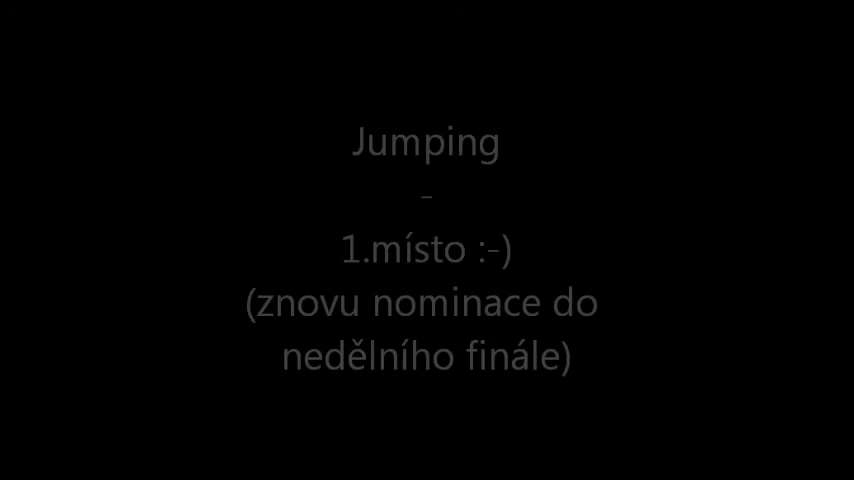 Jumping
-
1.místo :-)
(znovu nominace do
nedělního finále)